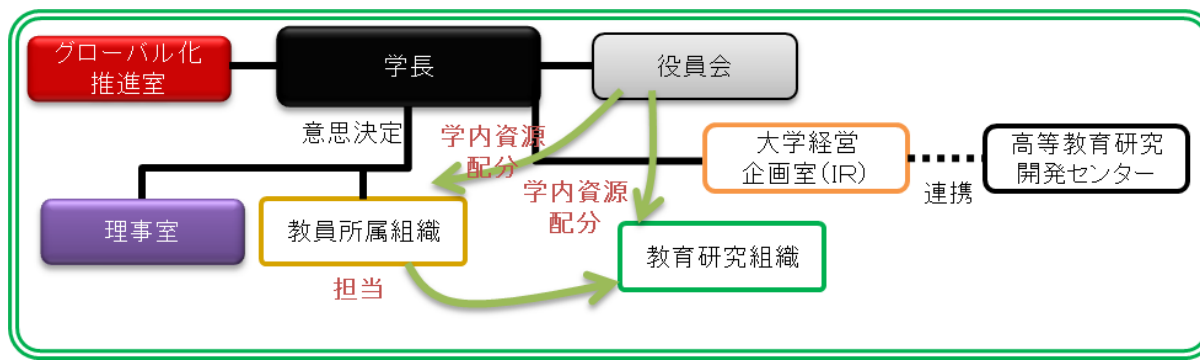 グローバル化
推進室
学長
役員会
意思決定
学内資源
配分
大学経営
企画室(IR)
高等教育研究
開発センター
連携
理事室
教員所属組織
学内資源
配分
教育研究組織
担当